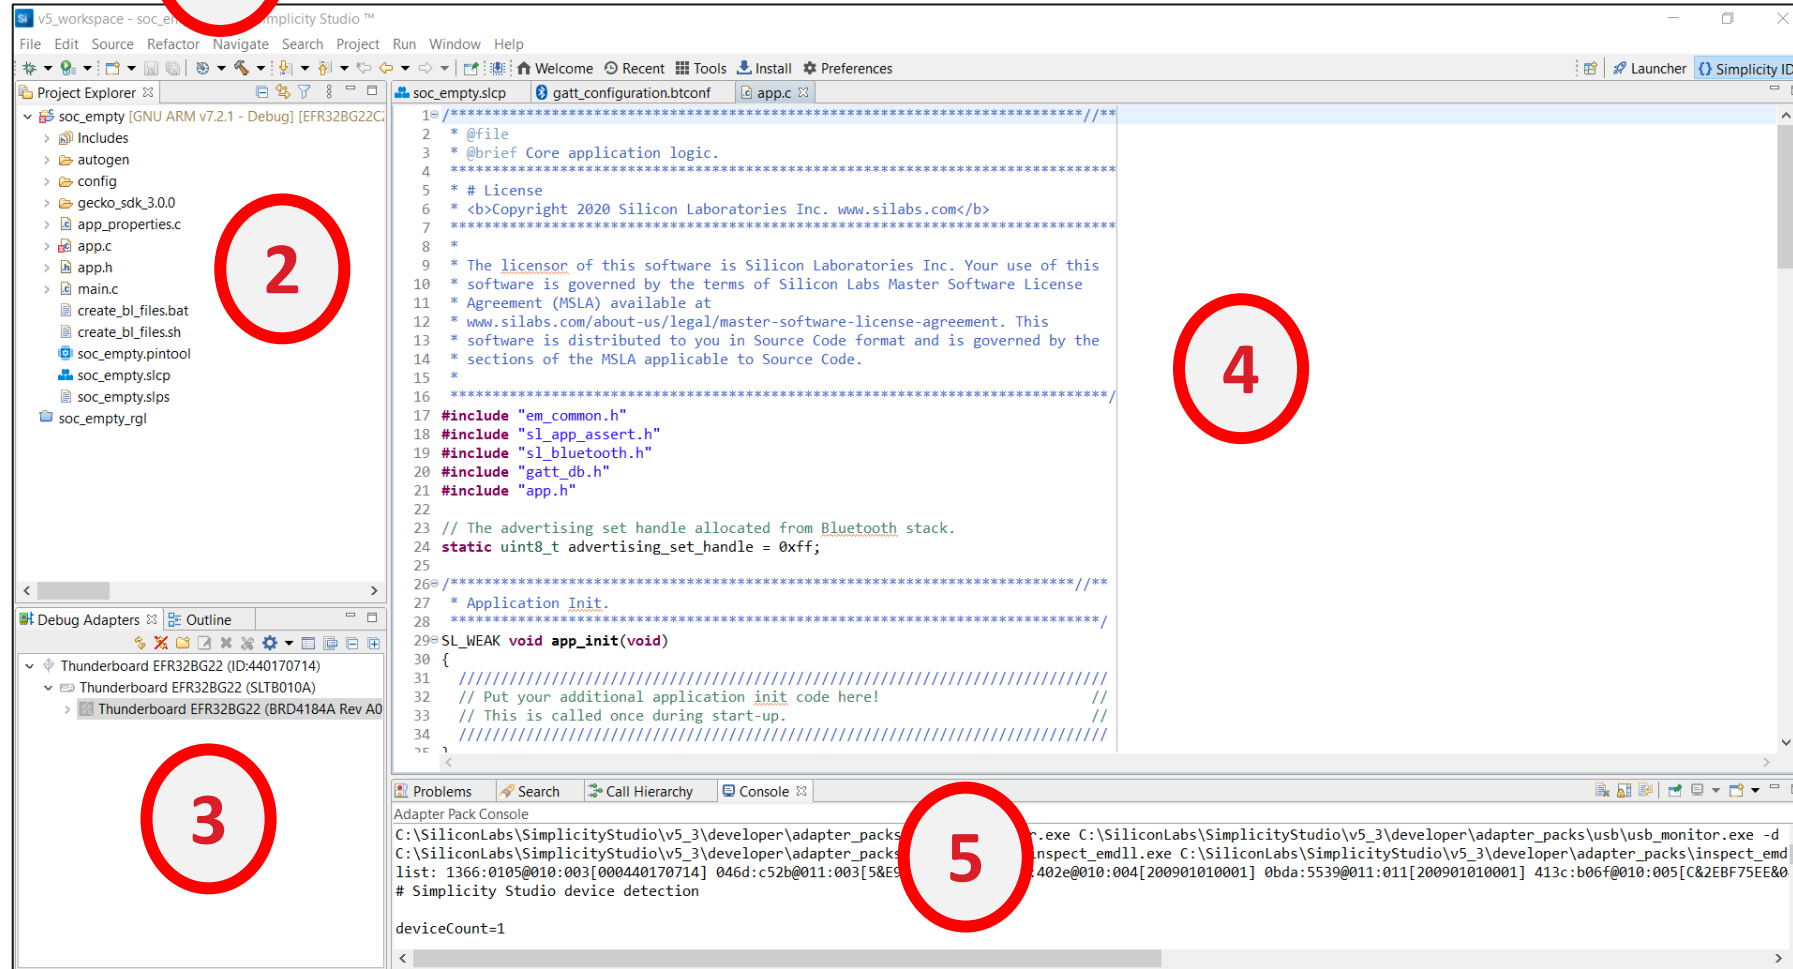 v5_workspace - soc_em mplicity Studio ™
File Edit Source Refactor Navigate Search Project Run Window Help
Welcome Recent Tools Install Preferences Launcher {} Simplicity ID
Project Explorer
soc_empty [GNU ARM v7.2.1 - Debug] [EFR32BG22C
Includes
autogen
config
gecko_sdk_3.0.0
app_properties.c
app.c
app.h
main.c
create_bl_files.bat
create_bl_files.sh
soc_empty.pintool
soc_empty.slcp
soc_empty.slps
soc_empty_rgl
2
Debug Adapters Outline
Thunderboard EFR32BG22 (ID:440170714)
Thunderboard EFR32BG22 (SLTB010A)
Thunderboard EFR32BG22 (BRD4184A Rev A0
3
soc_empty.slcp gatt_configuration.btconf app.c
1 /***************************************************************************//**
2 * @file
3 * @brief Core application logic.
4 *******************************************************************************
5 * # License
6 * <b>Copyright 2020 Silicon Laboratories Inc. www.silabs.com</b>
7 *******************************************************************************
8 *
9 * The licensor of this software is Silicon Laboratories Inc. Your use of this
10 * software is governed by the terms of Silicon Labs Master Software License
11 * Agreement (MSLA) available at
12 * www.silabs.com/about-us/legal/master-software-license-agreement. This
13 * software is distributed to you in Source Code format and is governed by the
14 * sections of the MSLA applicable to Source Code.
15 *
16 ******************************************************************************/
17 #include "em_common.h"
18 #include "sl_app_assert.h"
19 #include "sl_bluetooth.h"
20 #include "gatt_db.h"
21 #include "app.h"
22
23 // The advertising set handle allocated from Bluetooth stack.
24 static uint8_t advertising_set_handle = 0xff;
25
26 /**************************************************************************//**
27 * Application Init.
28 *****************************************************************************/
29 SL_WEAK void app_init(void)
30 {
31 /////////////////////////////////////////////////////////////////////////////
32 // Put your additional application init code here! //
33 // This is called once during start-up. //
34 /////////////////////////////////////////////////////////////////////////////
35 }
4
Problems Search Call Hierarchy Console
Adapter Pack Console
C:\SiliconLabs\SimplicityStudio\v5_3\developer\adapter_packs r.exe C:\SiliconLabs\SimplicityStudio\v5_3\developer\adapter_packs\usb\usb_monitor.exe -d
C:\SiliconLabs\SimplicityStudio\v5_3\developer\adapter_packs inspect_emdll.exe C:\SiliconLabs\SimplicityStudio\v5_3\developer\adapter_packs\inspect_emd
list: 1366:0105@010:003[000440170714] 046d:c52b@011:003[5&E9 :402e@010:004[200901010001] 0bda:5539@011:011[200901010001] 413c:b06f@010:005[C&2EBF75EE&0
# Simplicity Studio device detection
deviceCount=1
5